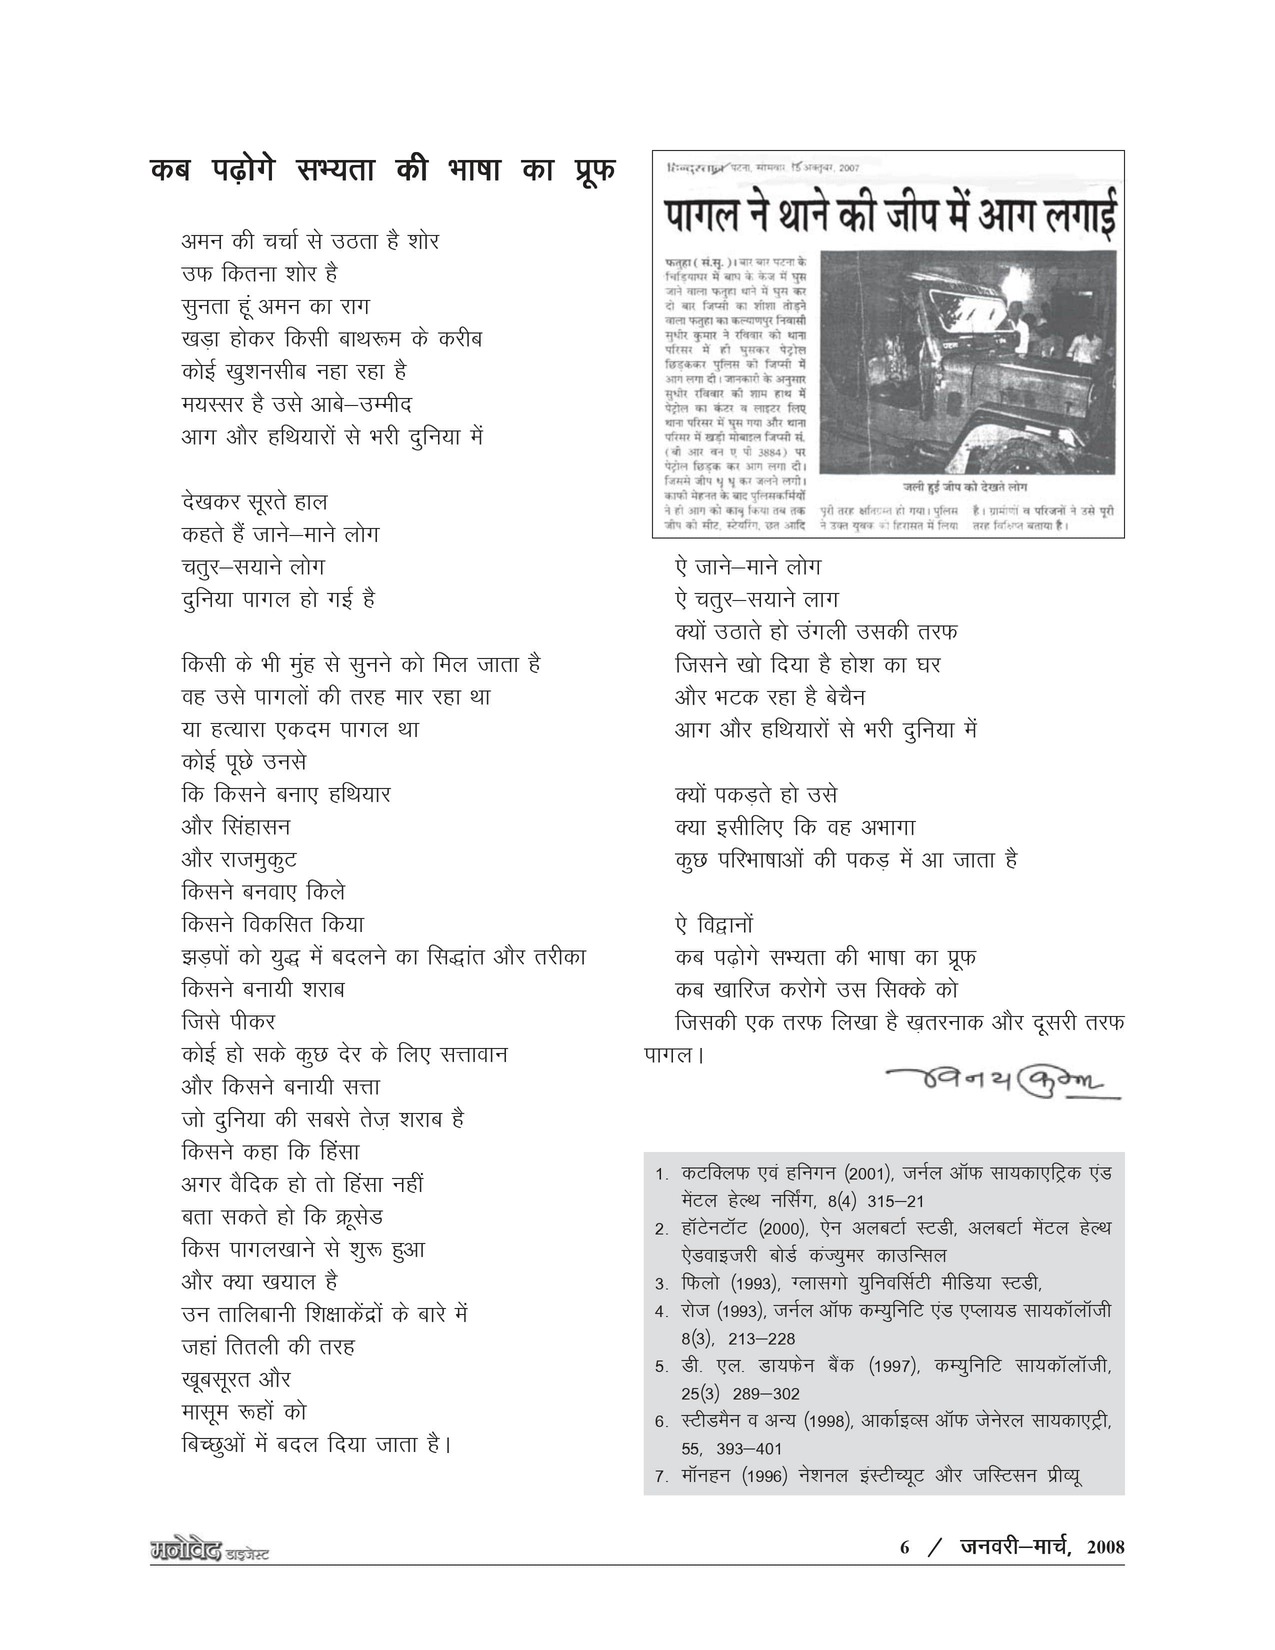 कब पढ़ोगे सभ्यता की भाषा का प्रूफ
अमन की चर्चा से उठता है शोर
उफ कितना शोर है
सुनता हूं अमन का राग
खड़ा होकर किसी बाथरूम के करीब
कोई खुशनसीब नहा रहा है
मयस्सर है उसे आबे–उम्मीद
आग और हथियारों से भरी दुनिया में
देखकर सूरते हाल
कहते हैं जाने–माने लोग
चतुर–सयाने लोग
दुनिया पागल हो गई है
किसी के भी मुंह से सुनने को मिल जाता है
वह उसे पागलों की तरह मार रहा था
या हत्यारा एकदम पागल था
कोई पूछे उनसे
कि किसने बनाए हथियार
और सिंहासन
और राजमुकुट
किसने बनवाए किले
किसने विकसित किया
झड़पों को युद्ध में बदलने का सिद्धांत और तरीका
किसने बनायी शराब
जिसे पीकर
कोई हो सके कुछ देर के लिए सत्तावान
और किसने बनायी सत्ता
जो दुनिया की सबसे तेज़ शराब है
किसने कहा कि हिंसा
अगर वैदिक हो तो हिंसा नहीं
बता सकते हो कि क्रूसेड
किस पागलखाने से शुरू हुआ
और क्या खयाल है
उन तालिबानी शिक्षाकेंद्रों के बारे में
जहां तितली की तरह
खूबसूरत और
मासूम रूहों को
बिच्छुओं में बदल दिया जाता है।
हिन्दुस्तान पटना, सोमवार, 15 अक्तूबर, 2007
पागल ने थाने की जीप में आग लगाई
फतुहा (सं.सू.)। बार बार पटना के
चिड़ियाघर में बाघ के केज में घुस
जाने वाला फतुहा थाने में घुस कर
दो बार जिप्सी का शीशा तोड़ने
वाला फतुहा का कल्याणपुर निवासी
सुधीर कुमार ने रविवार को थाना
परिसर में ही घुसकर पेट्रोल
छिड़ककर पुलिस की जिप्सी में
आग लगा दी। जानकारी के अनुसार
सुधीर रविवार की शाम हाथ में
पेट्रोल का कंटर व लाइटर लिए
थाना परिसर में घुस गया और थाना
परिसर में खड़ी मोबाइल जिप्सी सं.
(बी आर वन ए पी 3884) पर
पेट्रोल छिड़क कर आग लगा दी।
जिससे जीप धू धू कर जलने लगी।
काफी मेहनत के बाद पुलिसकर्मियों
ने ही आग को काबू किया तब तक
जीप की सीट, स्टेयरिंग, छत आदि
जली हुई जीप को देखते लोग
पूरी तरह क्षतिग्रस्त हो गया। पुलिस
ने उक्त युवक को हिरासत में लिया
है। ग्रामीणों व परिजनों ने उसे पूरी
तरह विक्षिप्त बताया है।
ऐ जाने–माने लोग
ऐ चतुर–सयाने लाग
क्यों उठाते हो उंगली उसकी तरफ
जिसने खो दिया है होश का घर
और भटक रहा है बेचैन
आग और हथियारों से भरी दुनिया में
क्यों पकड़ते हो उसे
क्या इसीलिए कि वह अभागा
कुछ परिभाषाओं की पकड़ में आ जाता है
ऐ विद्वानों
कब पढ़ोगे सभ्यता की भाषा का प्रूफ
कब खारिज करोगे उस सिक्के को
जिसकी एक तरफ लिखा है ख़तरनाक और दूसरी तरफ
पागल।
विनय कुमार
1. कटक्लिफ एवं हनिगन (2001), जर्नल ऑफ सायकाएट्रिक एंड
मेंटल हेल्थ नर्सिंग, 8(4) 315–21
2. हॉटेनटॉट (2000), ऐन अलबर्टा स्टडी, अलबर्टा मेंटल हेल्थ
ऐडवाइजरी बोर्ड कंज्युमर काउन्सिल
3. फिलो (1993), ग्लासगो युनिवर्सिटी मीडिया स्टडी,
4. रोज (1993), जर्नल ऑफ कम्युनिटि एंड एप्लायड सायकॉलॉजी
8(3), 213–228
5. डी. एल. डायफेन बैंक (1997), कम्युनिटि सायकॉलॉजी,
25(3) 289–302
6. स्टीडमैन व अन्य (1998), आर्काइव्स ऑफ जेनेरल सायकाएट्री,
55, 393–401
7. मॉनहन (1996) नेशनल इंस्टीच्यूट और जस्टिसन प्रीव्यू
मनोवेद डाइजेस्ट
6 / जनवरी–मार्च, 2008